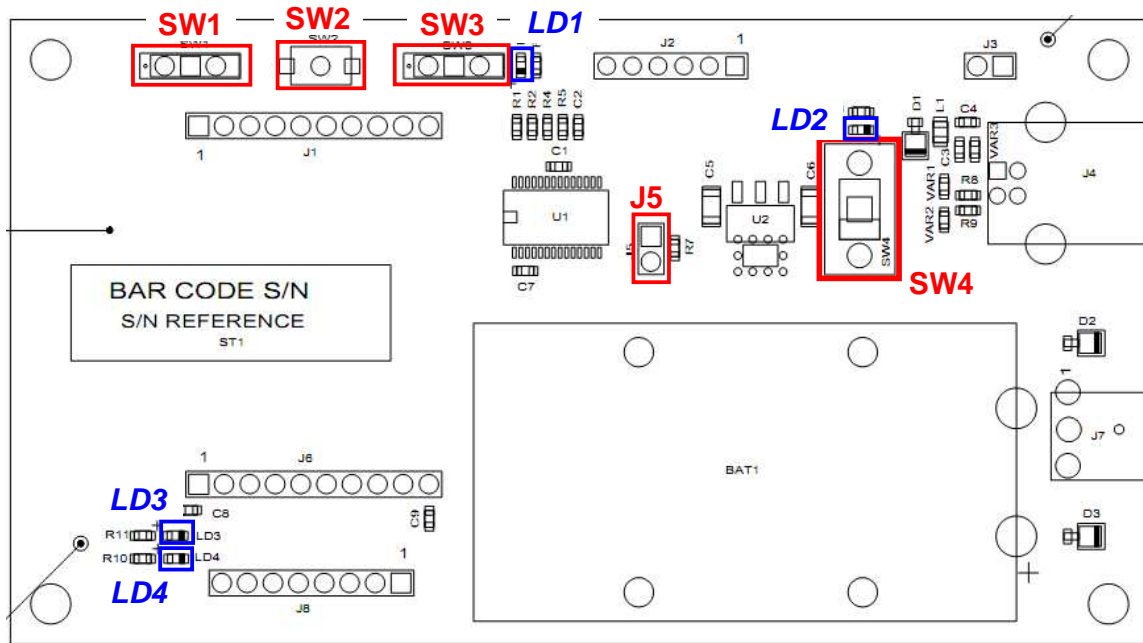 SW1
SW2
SW3
LD1
SW2
J2
1
J3
R1
R2
R4
R5
C2
LD2
D1
L1
C4
C3
VAR3
1
J1
C1
C5
C6
VAR1
J4
R8
J5
U1
U2
VAR2
R9
J5
R7
SW4
C7
SW4
BAR CODE S/N
S/N REFERENCE
ST1
D2
1
J7
1
J6
BAT1
LD3
C8
C9
R11
+
LD3
D3
R10
+
LD4
1
LD4
J8
+